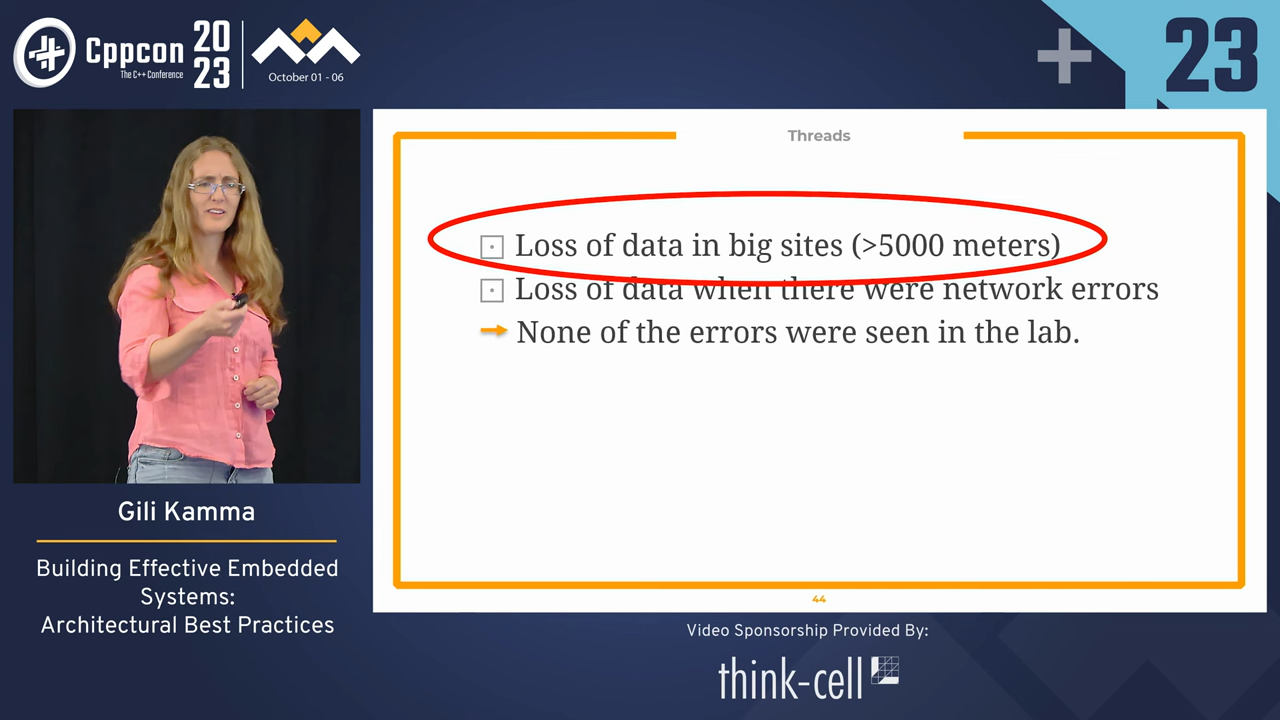 Cppcon
The C++ Conference
20
23
October 01 - 06
23
Threads
Loss of data in big sites (>5000 meters)
Loss of data when there were network errors
None of the errors were seen in the lab.
44
Gili Kamma
Building Effective Embedded
Systems:
Architectural Best Practices
Video Sponsorship Provided By:
think-cell